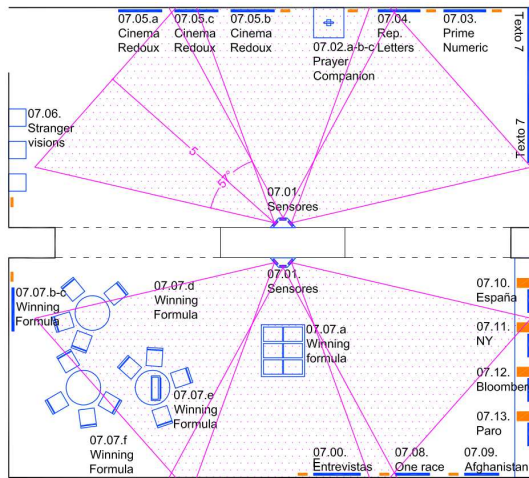 07.05.a
Cinema
Redoux
07.05.c
Cinema
Redoux
07.05.b
Cinema
Redoux
07.02.a-b-c
Prayer
Companion
07.04.
Rep.
Letters
07.03.
Prime
Numeric
Texto 7
Texto 7
07.06.
Stranger
visions
5
57°
07.01.
Sensores
07.01.
Sensores
07.07.b-c
Winning
Formula
07.07.d
Winning
Formula
07.07.a
Winning
formula
07.07.e
Winning
Formula
07.07.f
Winning
Formula
07.10.
España
07.11.
NY
07.12.
Bloomber
07.13.
Paro
07.00.
Entrevistas
07.08.
One race
07.09.
Afghanistan